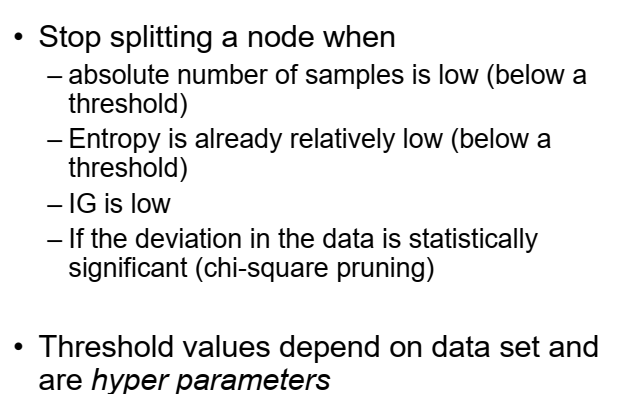 • Stop splitting a node when
– absolute number of samples is low (below a
threshold)
– Entropy is already relatively low (below a
threshold)
– IG is low
– If the deviation in the data is statistically
significant (chi-square pruning)
• Threshold values depend on data set and
are hyper parameters